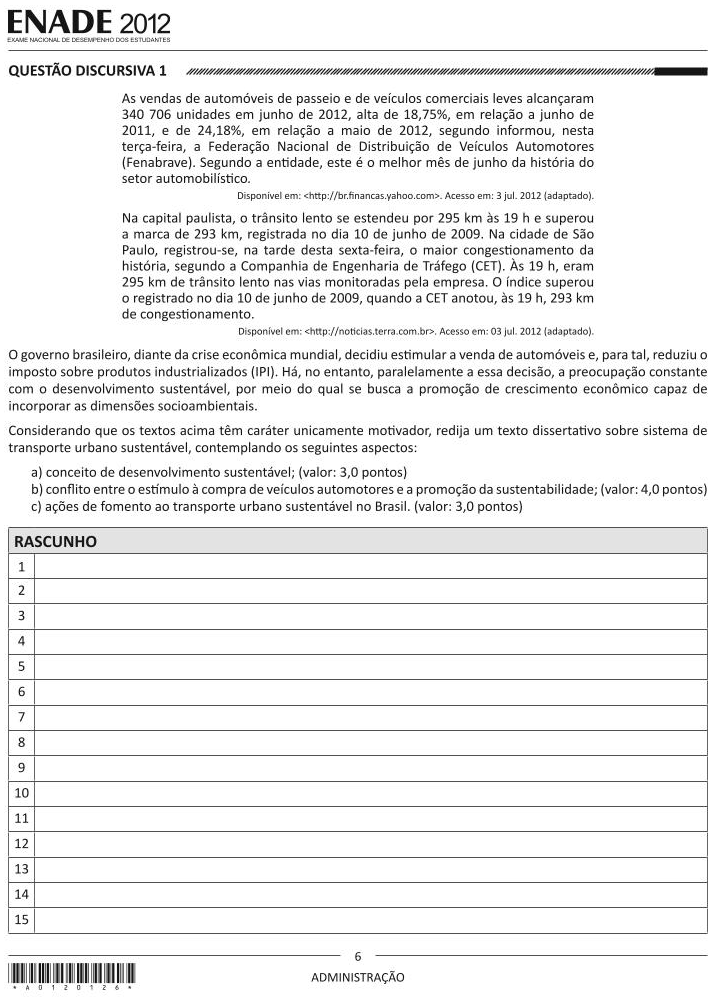 ENADE 2012
EXAME NACIONAL DE DESEMPENHO DOS ESTUDANTES
QUESTÃO DISCURSIVA 1
As vendas de automóveis de passeio e de veículos comerciais leves alcançaram
340 706 unidades em junho de 2012, alta de 18,75%, em relação a junho de
2011, e de 24,18%, em relação a maio de 2012, segundo informou, nesta
terça-feira, a Federação Nacional de Distribuição de Veículos Automotores
(Fenabrave). Segundo a entidade, este é o melhor mês de junho da história do
setor automobilístico.
Disponível em: <http://br.financas.yahoo.com>. Acesso em: 3 jul. 2012 (adaptado).
Na capital paulista, o trânsito lento se estendeu por 295 km às 19 h e superou
a marca de 293 km, registrada no dia 10 de junho de 2009. Na cidade de São
Paulo, registrou-se, na tarde desta sexta-feira, o maior congestionamento da
história, segundo a Companhia de Engenharia de Tráfego (CET). Às 19 h, eram
295 km de trânsito lento nas vias monitoradas pela empresa. O índice superou
o registrado no dia 10 de junho de 2009, quando a CET anotou, às 19 h, 293 km
de congestionamento.
Disponível em: <http://noticias.terra.com.br>. Acesso em: 03 jul. 2012 (adaptado).
O governo brasileiro, diante da crise econômica mundial, decidiu estimular a venda de automóveis e, para tal, reduziu o
imposto sobre produtos industrializados (IPI). Há, no entanto, paralelamente a essa decisão, a preocupação constante
com o desenvolvimento sustentável, por meio do qual se busca a promoção de crescimento econômico capaz de
incorporar as dimensões socioambientais.
Considerando que os textos acima têm caráter unicamente motivador, redija um texto dissertativo sobre sistema de
transporte urbano sustentável, contemplando os seguintes aspectos:
a) conceito de desenvolvimento sustentável; (valor: 3,0 pontos)
b) conflito entre o estímulo à compra de veículos automotores e a promoção da sustentabilidade; (valor: 4,0 pontos)
c) ações de fomento ao transporte urbano sustentável no Brasil. (valor: 3,0 pontos)
RASCUNHO
1
2
3
4
5
6
7
8
9
10
11
12
13
14
15
6
ADMINISTRAÇÃO
* A 0 1 2 0 1 2 6 *